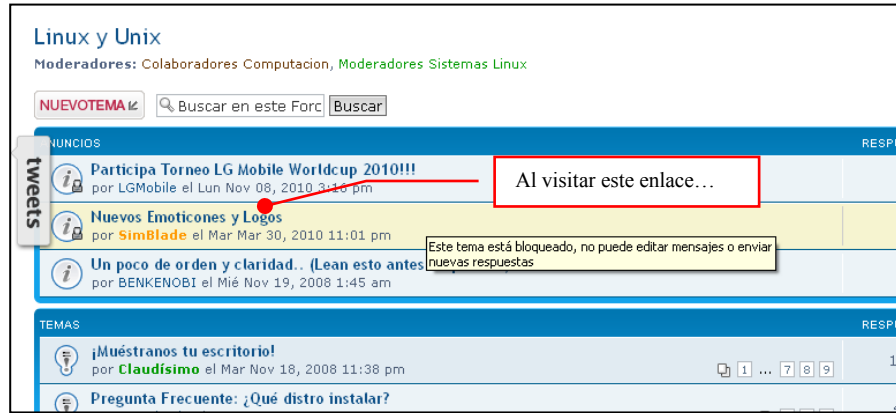 Linux y Unix
Moderadores: Colaboradores Computacion, Moderadores Sistemas Linux
NUEVOTEMA Buscar en este Forc Buscar
ANUNCIOS
tweets
Participa Torneo LG Mobile Worldcup 2010!!!
por LGMobile el Lun Nov 08, 2010 3:16 pm
Al visitar este enlace…
Nuevos Emoticones y Logos
por SimBlade el Mar Mar 30, 2010 11:01 pm
Este tema está bloqueado, no puede editar mensajes o enviar
nuevas respuestas
Un poco de orden y claridad.. (Lean esto antes
por BENKENOBI el Mié Nov 19, 2008 1:45 am
TEMAS
¡Muéstranos tu escritorio!
por Claudísimo el Mar Nov 18, 2008 11:38 pm
1 ... 7 8 9
Pregunta Frecuente: ¿Qué distro instalar?